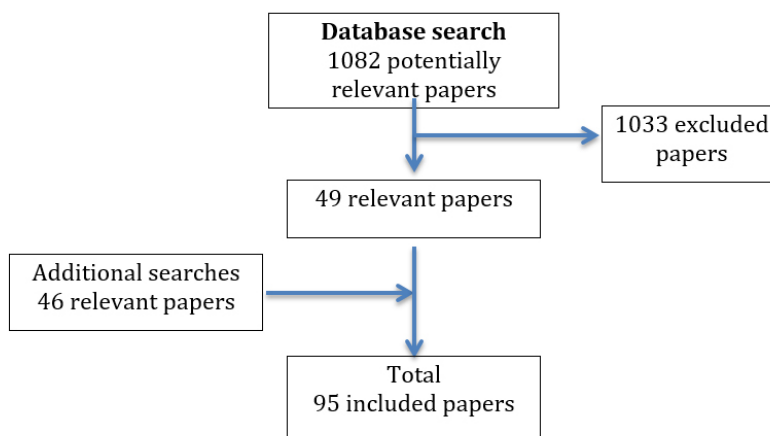 Database search
1082 potentially
relevant papers
1033 excluded
papers
49 relevant papers
Additional searches
46 relevant papers
Total
95 included papers